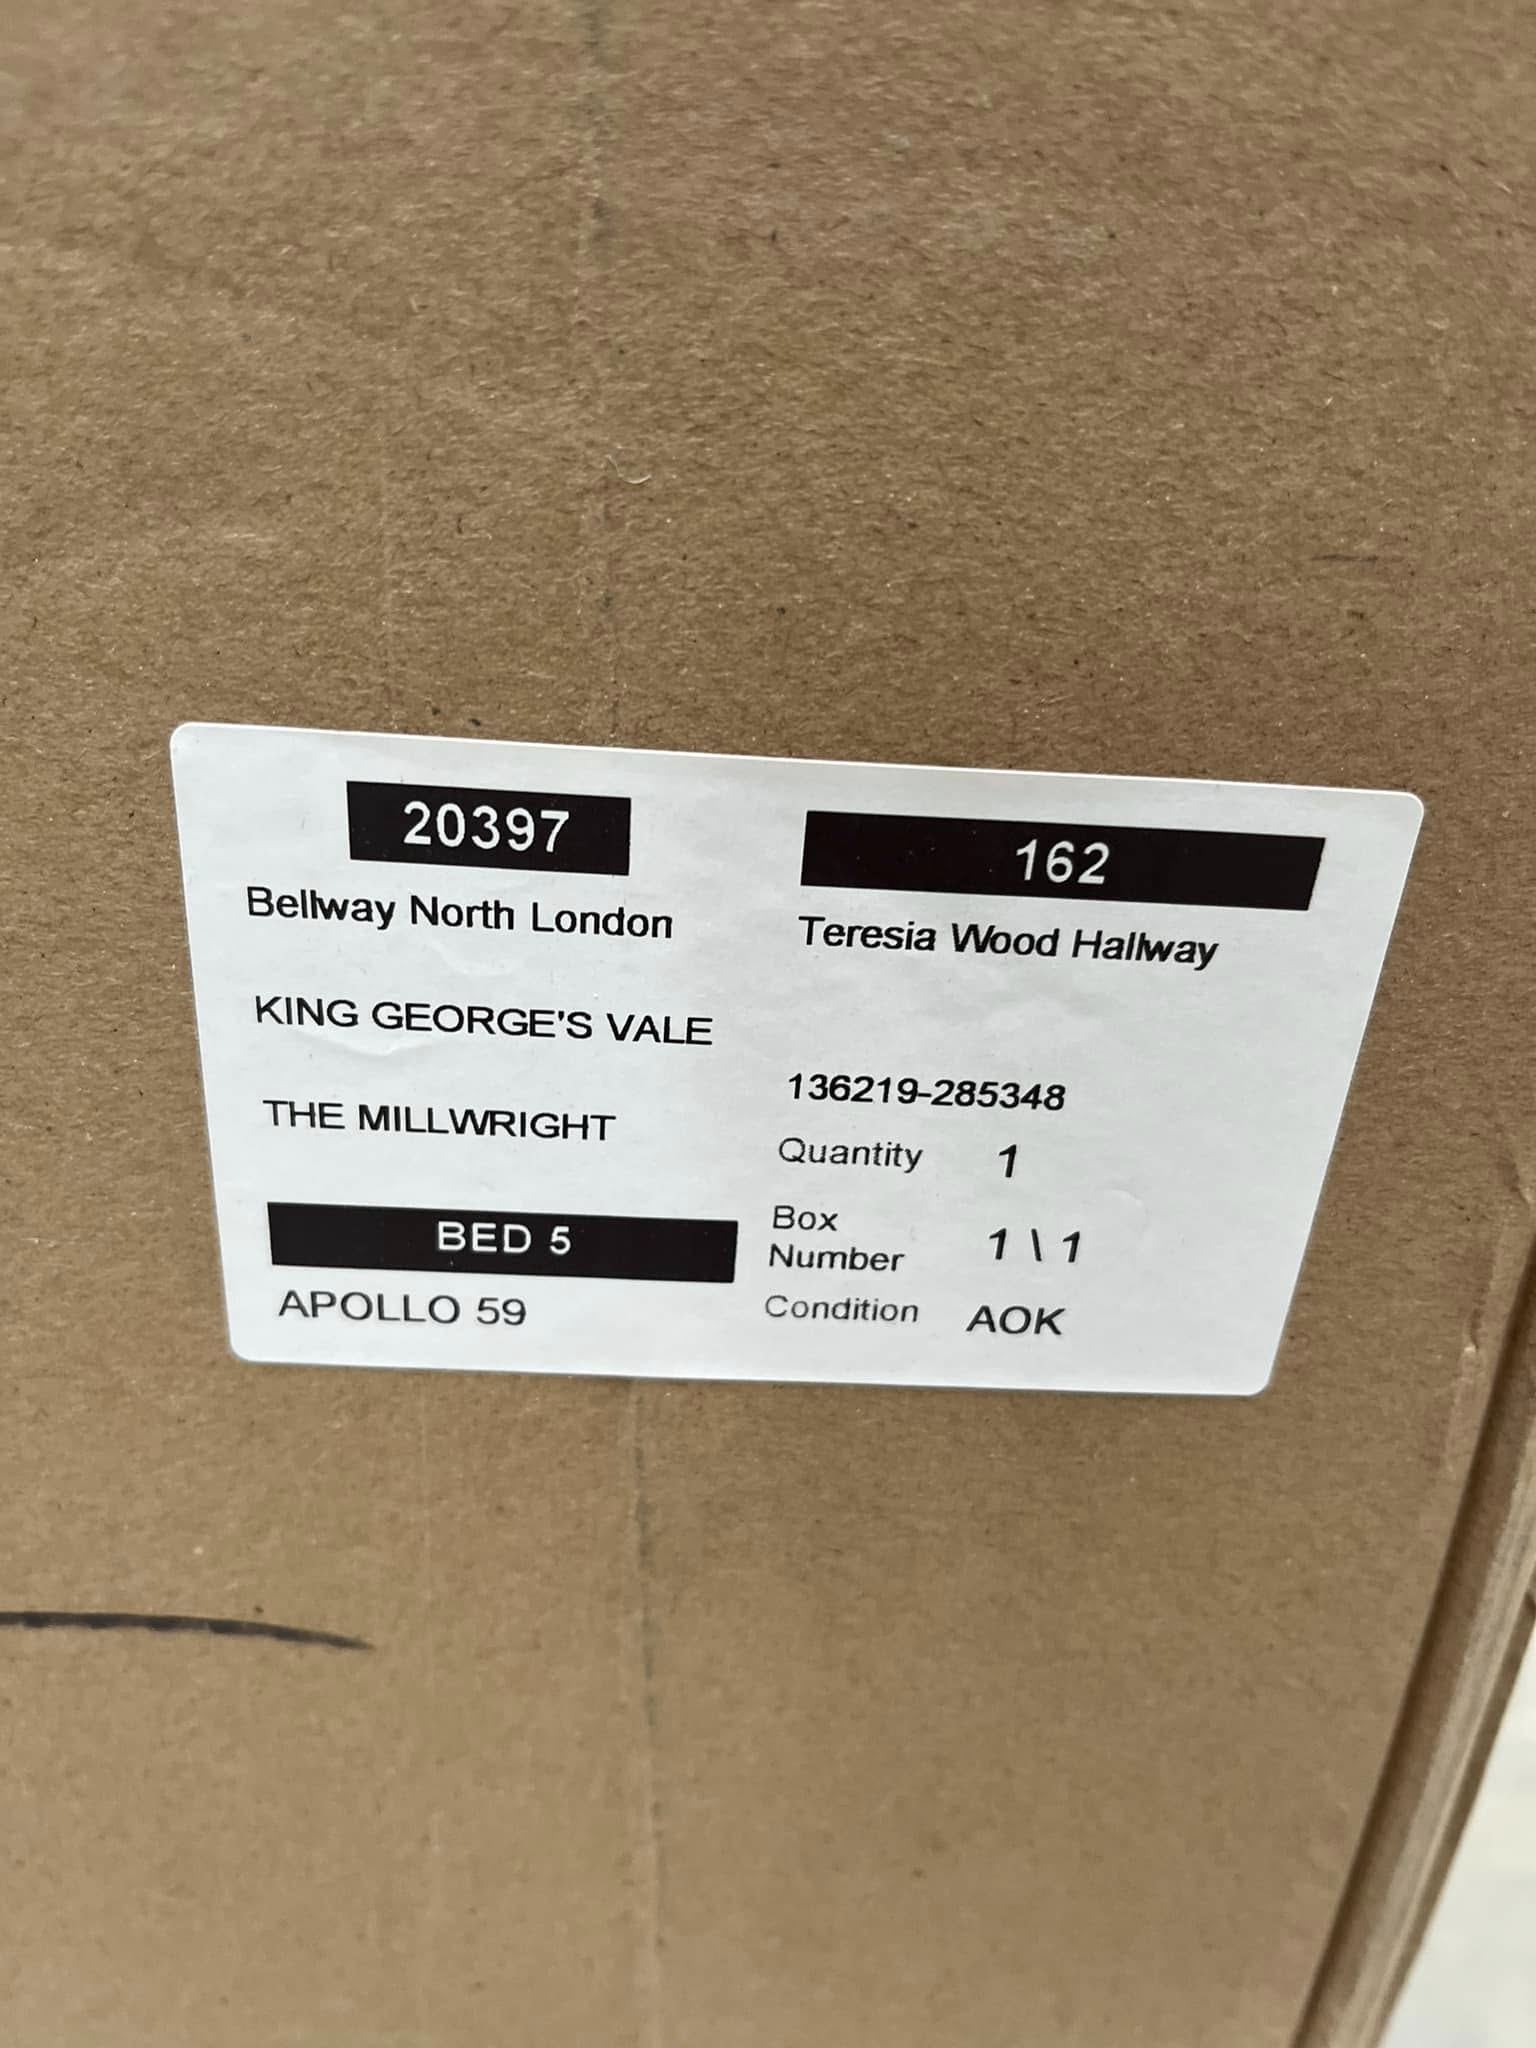 20397
Bellway North London
KING GEORGE'S VALE
THE MILLWRIGHT
BED 5
APOLLO 59
162
Teresia Wood Hallway
136219-285348
Quantity 1
Box
Number 1 \ 1
Condition AOK